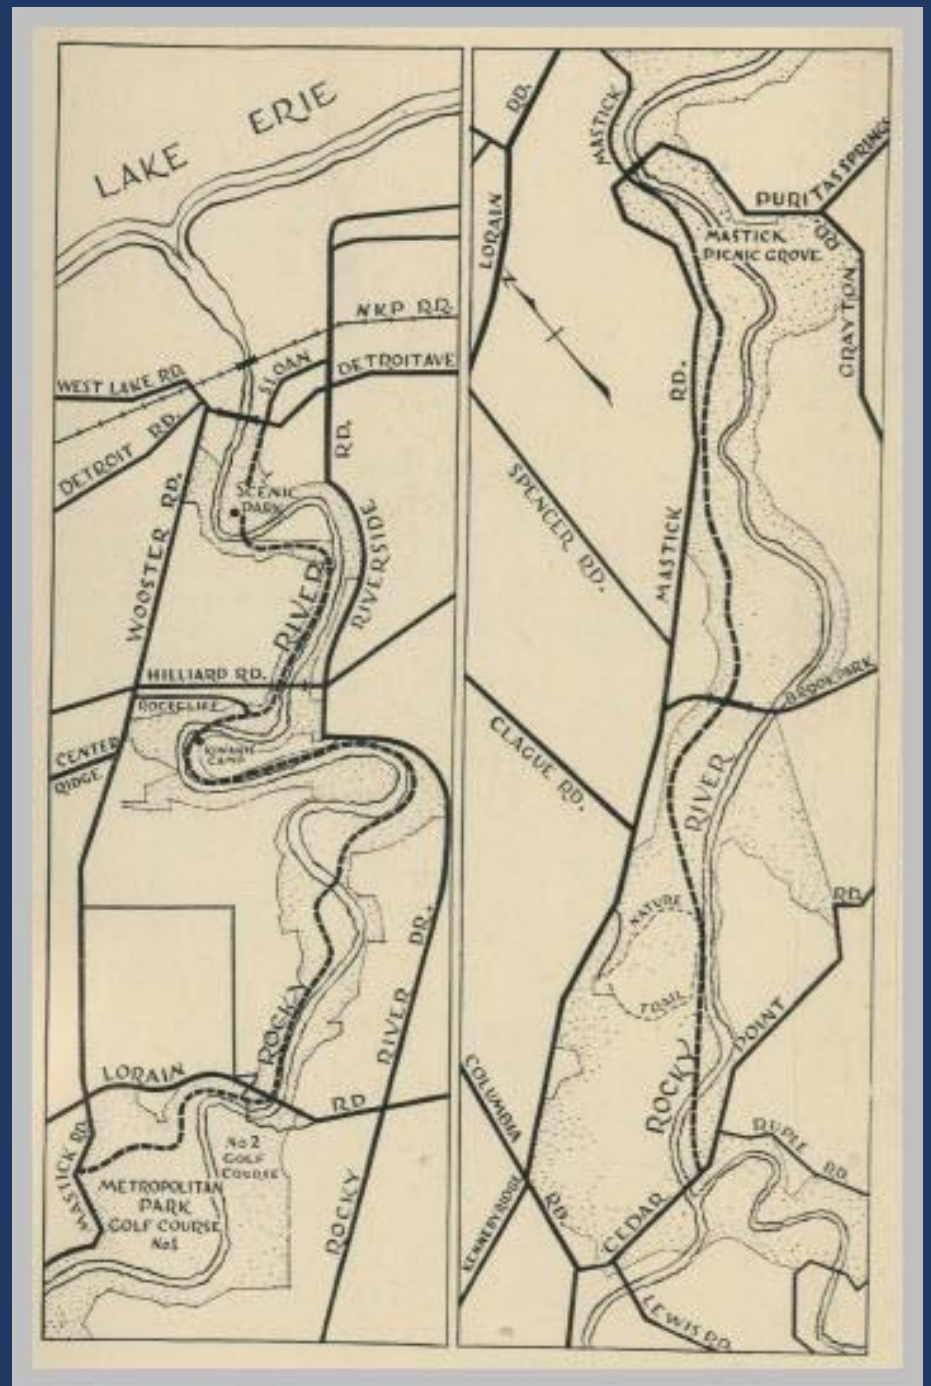 LAKE ERIE
NKP RR.
SLOAN
DETROIT AVE
WEST LAKE RD.
DETROIT RD.
RD.
WOOSTER RD.
SCENIC
PARK
RIVERSIDE
RIVER
HILLIARD RD.
ROCKCLIFF
CENTER
RIDGE
CAMP
DR.
RIVER
ROCKY
LORAIN
RD
ROCKY
MASTICK RD.
No 2
GOLF
COURSE
METROPOLITAN
PARK
GOLF COURSE
No1
RD.
LORAIN
MASTICK
PURITAS SPRINGS
RD.
MASTICK
PICNIC GROVE
GRAYTON
N
RD.
MASTICK
SPENCER RD.
BROOKPARK
CLAGUE RD.
RIVER
ROCKY
NATURE
TRAIL
RD.
POINT
CEDAR
COLUMBIA
RD.
KENNEDY RIDGE
RUPLE RD.
LEWIS RD.